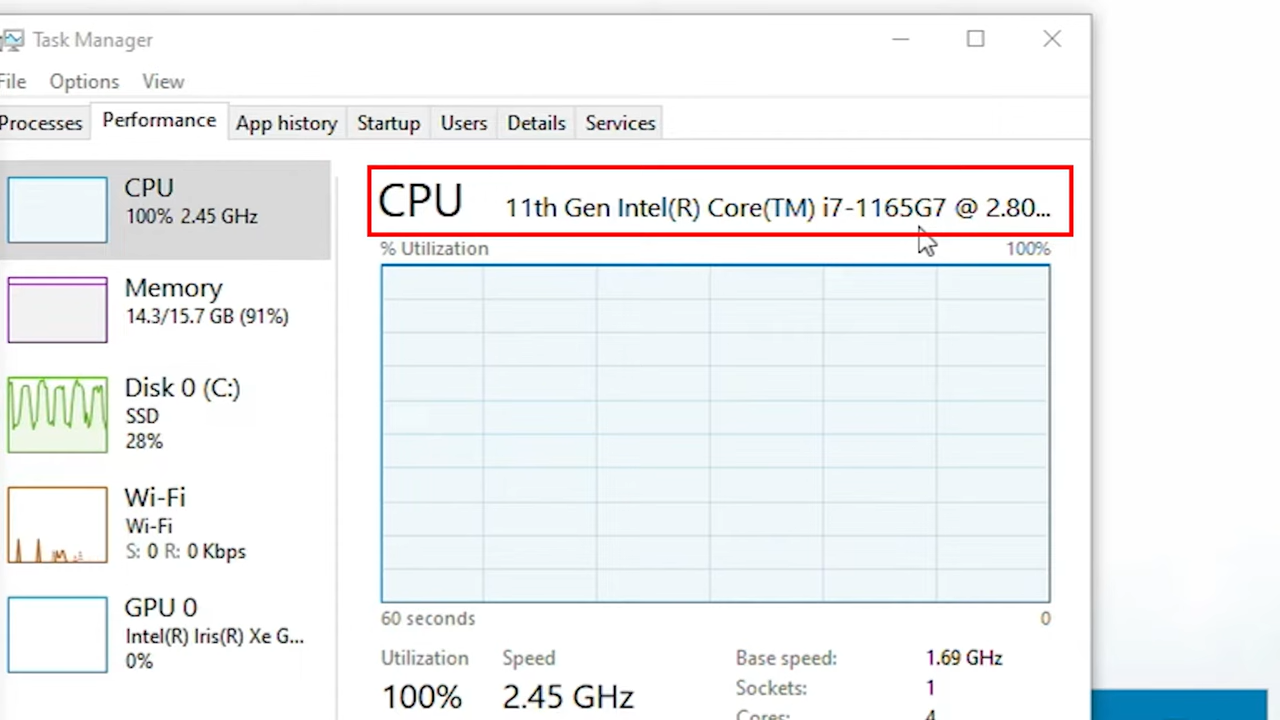 Task Manager
File Options View
Processes Performance App history Startup Users Details Services
CPU
100% 2.45 GHz
Memory
14.3/15.7 GB (91%)
Disk 0 (C:)
SSD
28%
Wi-Fi
Wi-Fi
S: 0 R: 0 Kbps
GPU 0
Intel(R) Iris(R) Xe G...
0%
CPU 11th Gen Intel(R) Core(TM) i7-1165G7 @ 2.80...
% Utilization 100%
60 seconds 0
Utilization Speed
100% 2.45 GHz
Base speed: 1.69 GHz
Sockets: 1
Cores: 4